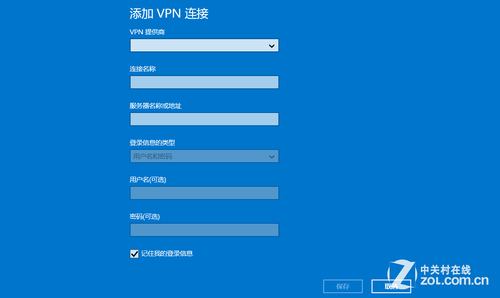 添加 VPN 连接
VPN 提供商
连接名称
服务器名称或地址
登录信息的类型
用户名和密码
用户名(可选)
密码(可选)
记住我的登录信息
保存
中关村在线
zol.com.cn